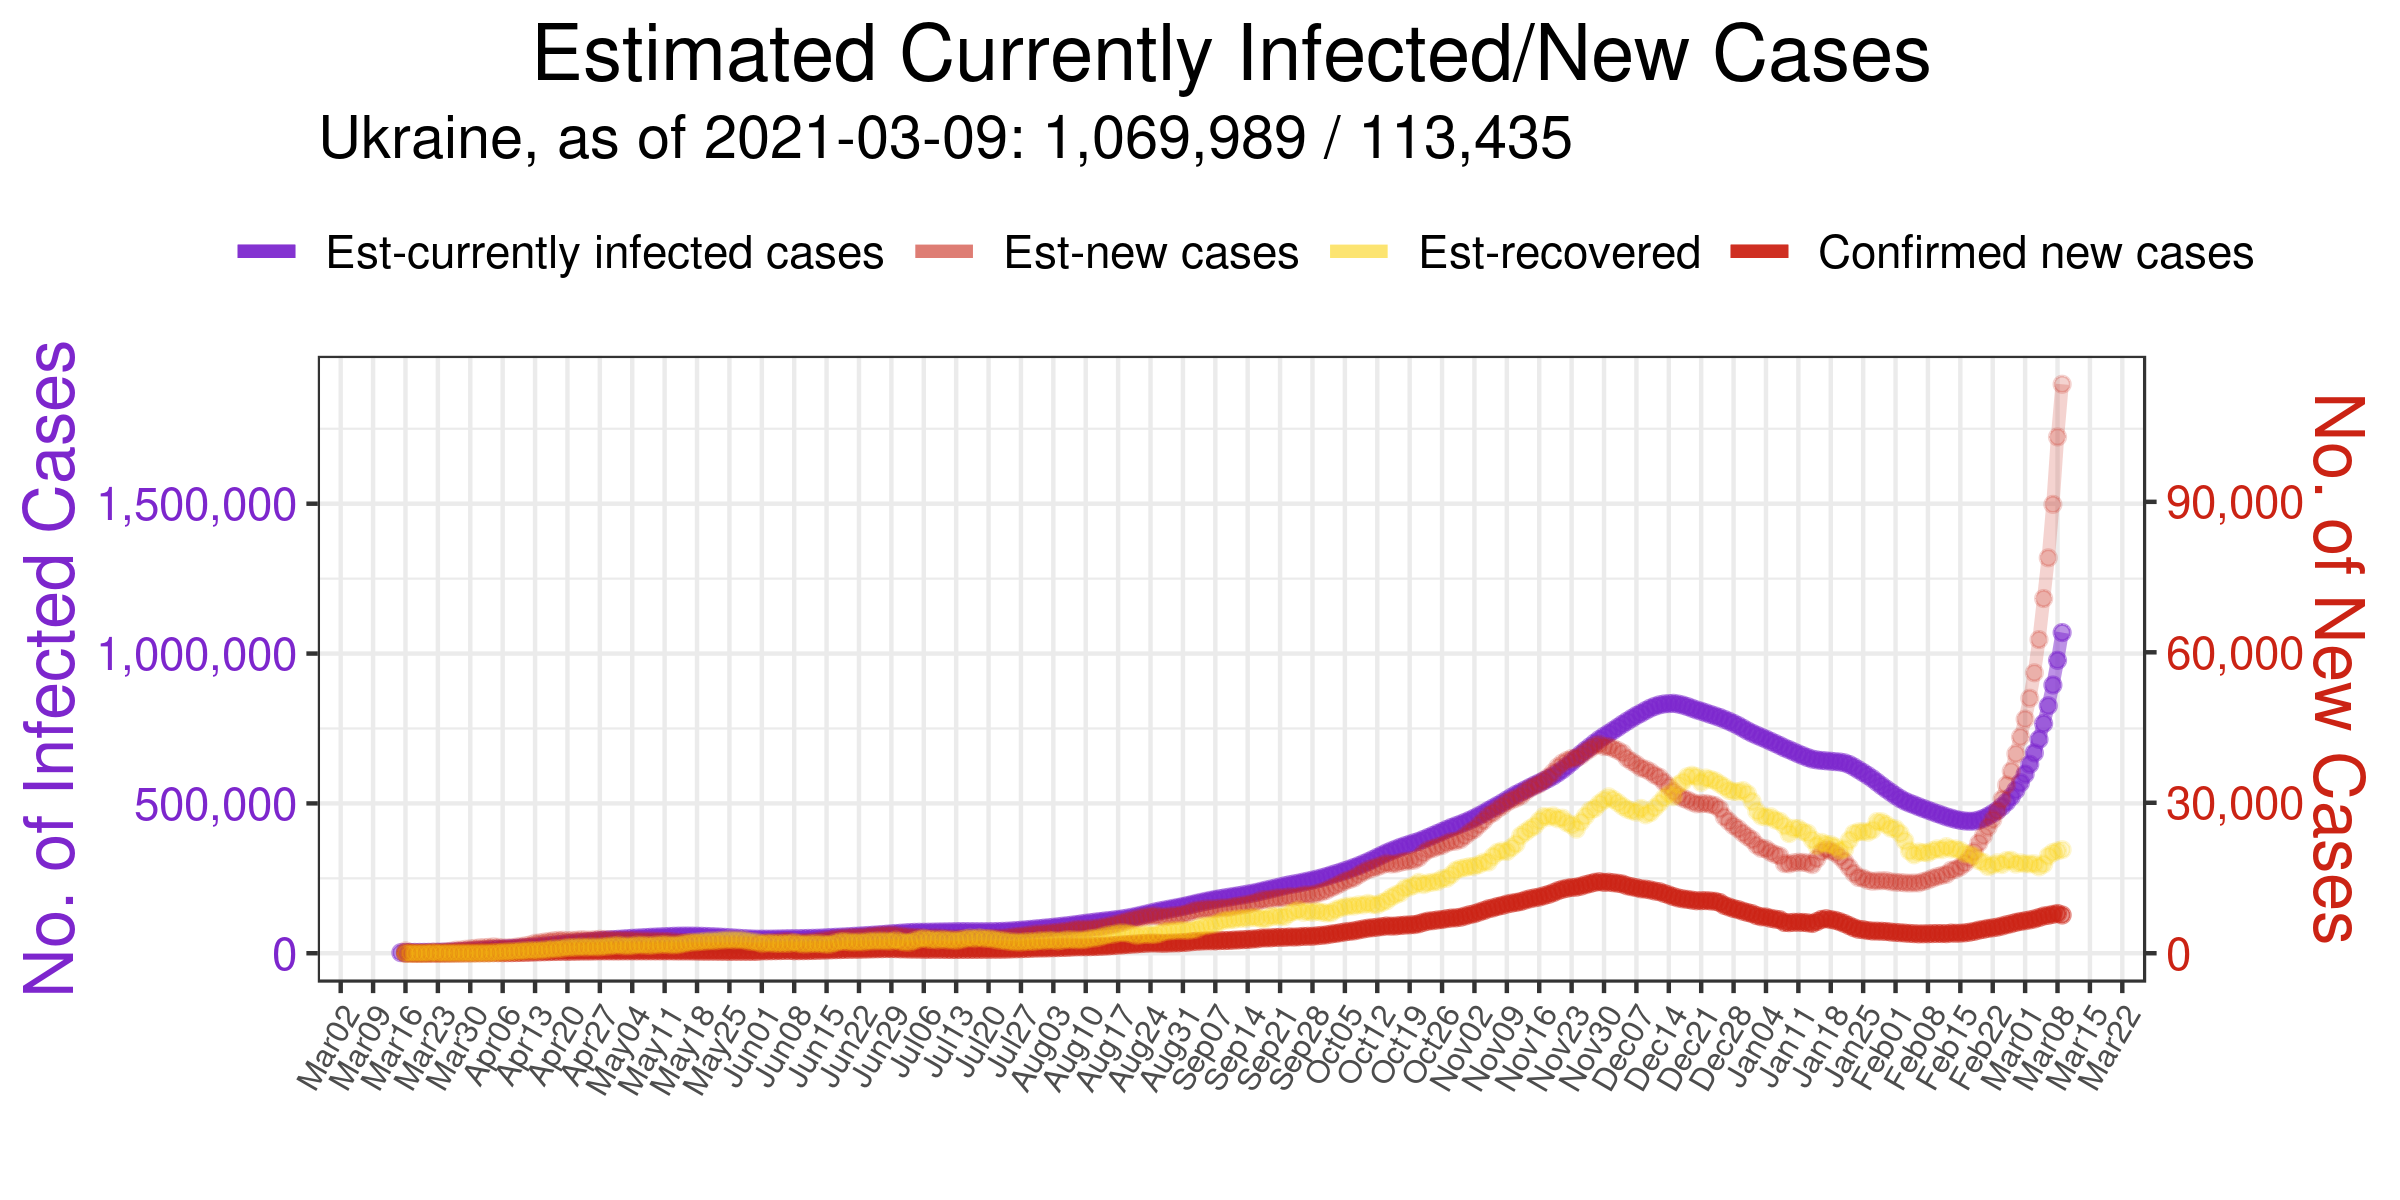 Estimated Currently Infected/New Cases
Ukraine, as of 2021-03-09: 1,069,989 / 113,435
Est-currently infected cases Est-new cases Est-recovered Confirmed new cases
No. of Infected Cases
1,500,000
1,000,000
500,000
0
90,000
60,000
30,000
0
No. of New Cases
Mar02 Mar09 Mar16 Mar23 Mar30 Apr06 Apr13 Apr20 Apr27 May04 May11 May18 May25 Jun01 Jun08 Jun15 Jun22 Jun29 Jul06 Jul13 Jul20 Jul27 Aug03 Aug10 Aug17 Aug24 Aug31 Sep07 Sep14 Sep21 Sep28 Oct05 Oct12 Oct19 Oct26 Nov02 Nov09 Nov16 Nov23 Nov30 Dec07 Dec14 Dec21 Dec28 Jan04 Jan11 Jan18 Jan25 Feb01 Feb08 Feb15 Feb22 Mar01 Mar08 Mar15 Mar22